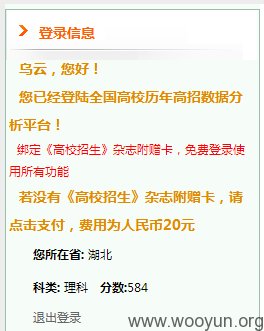 登录信息
乌云，您好！
您已经登陆全国高校历年高招数据分
析平台！
绑定《高校招生》杂志附赠卡，免费登录使
用所有功能
若没有《高校招生》杂志附赠卡，请
点击支付，费用为人民币20元
您所在省: 湖北
科类: 理科 分数:584
退出登录
www.wooyun.org